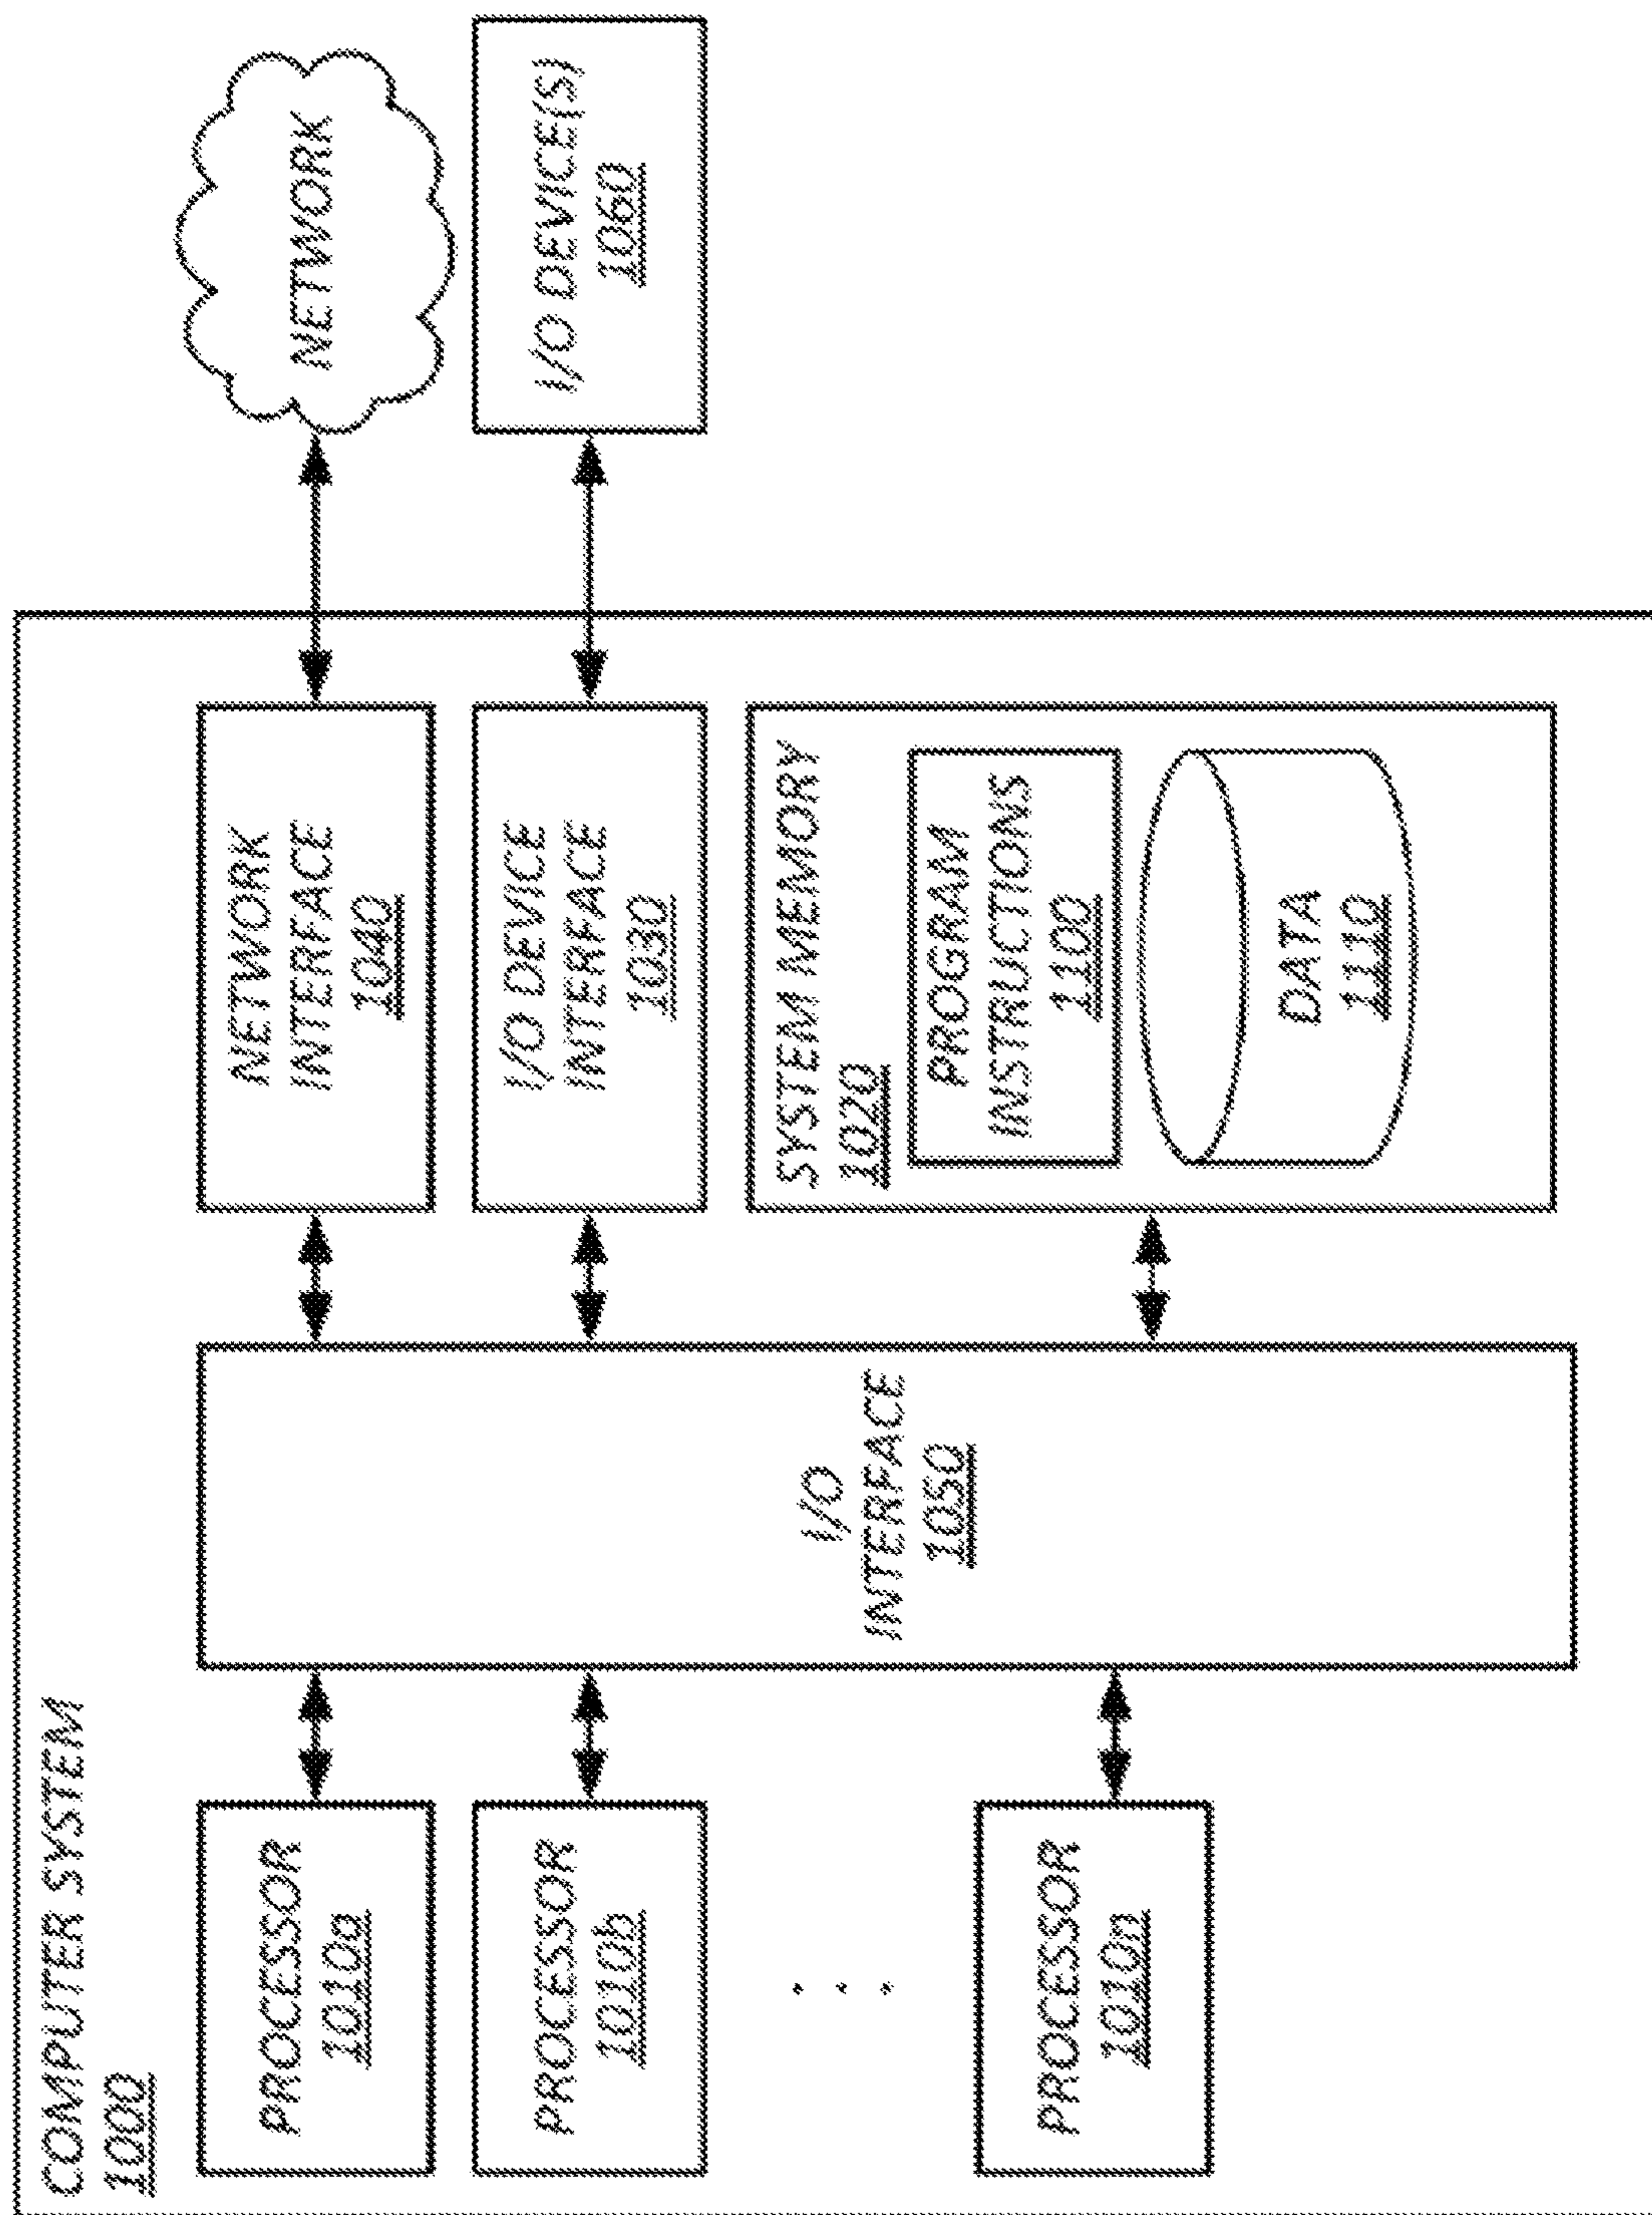 COMPUTER SYSTEM
1000
PROCESSOR
1010a
PROCESSOR
1010b
. . .
PROCESSOR
1010n
I/O
INTERFACE
1050
NETWORK
INTERFACE
1040
I/O DEVICE
INTERFACE
1030
SYSTEM MEMORY
1020
PROGRAM
INSTRUCTIONS
1100
DATA
1110
NETWORK
I/O DEVICE(S)
1060